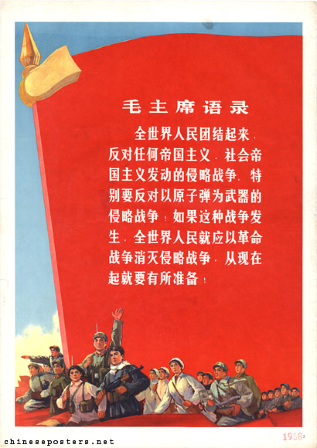 毛主席语录
全世界人民团结起来,
反对任何帝国主义、社会帝
国主义发动的侵略战争,特
别要反对以原子弹为武器的
侵略战争!如果这种战争发
生,全世界人民就应以革命
战争消灭侵略战争,从现在
起就要有所准备!
chineseposters.net